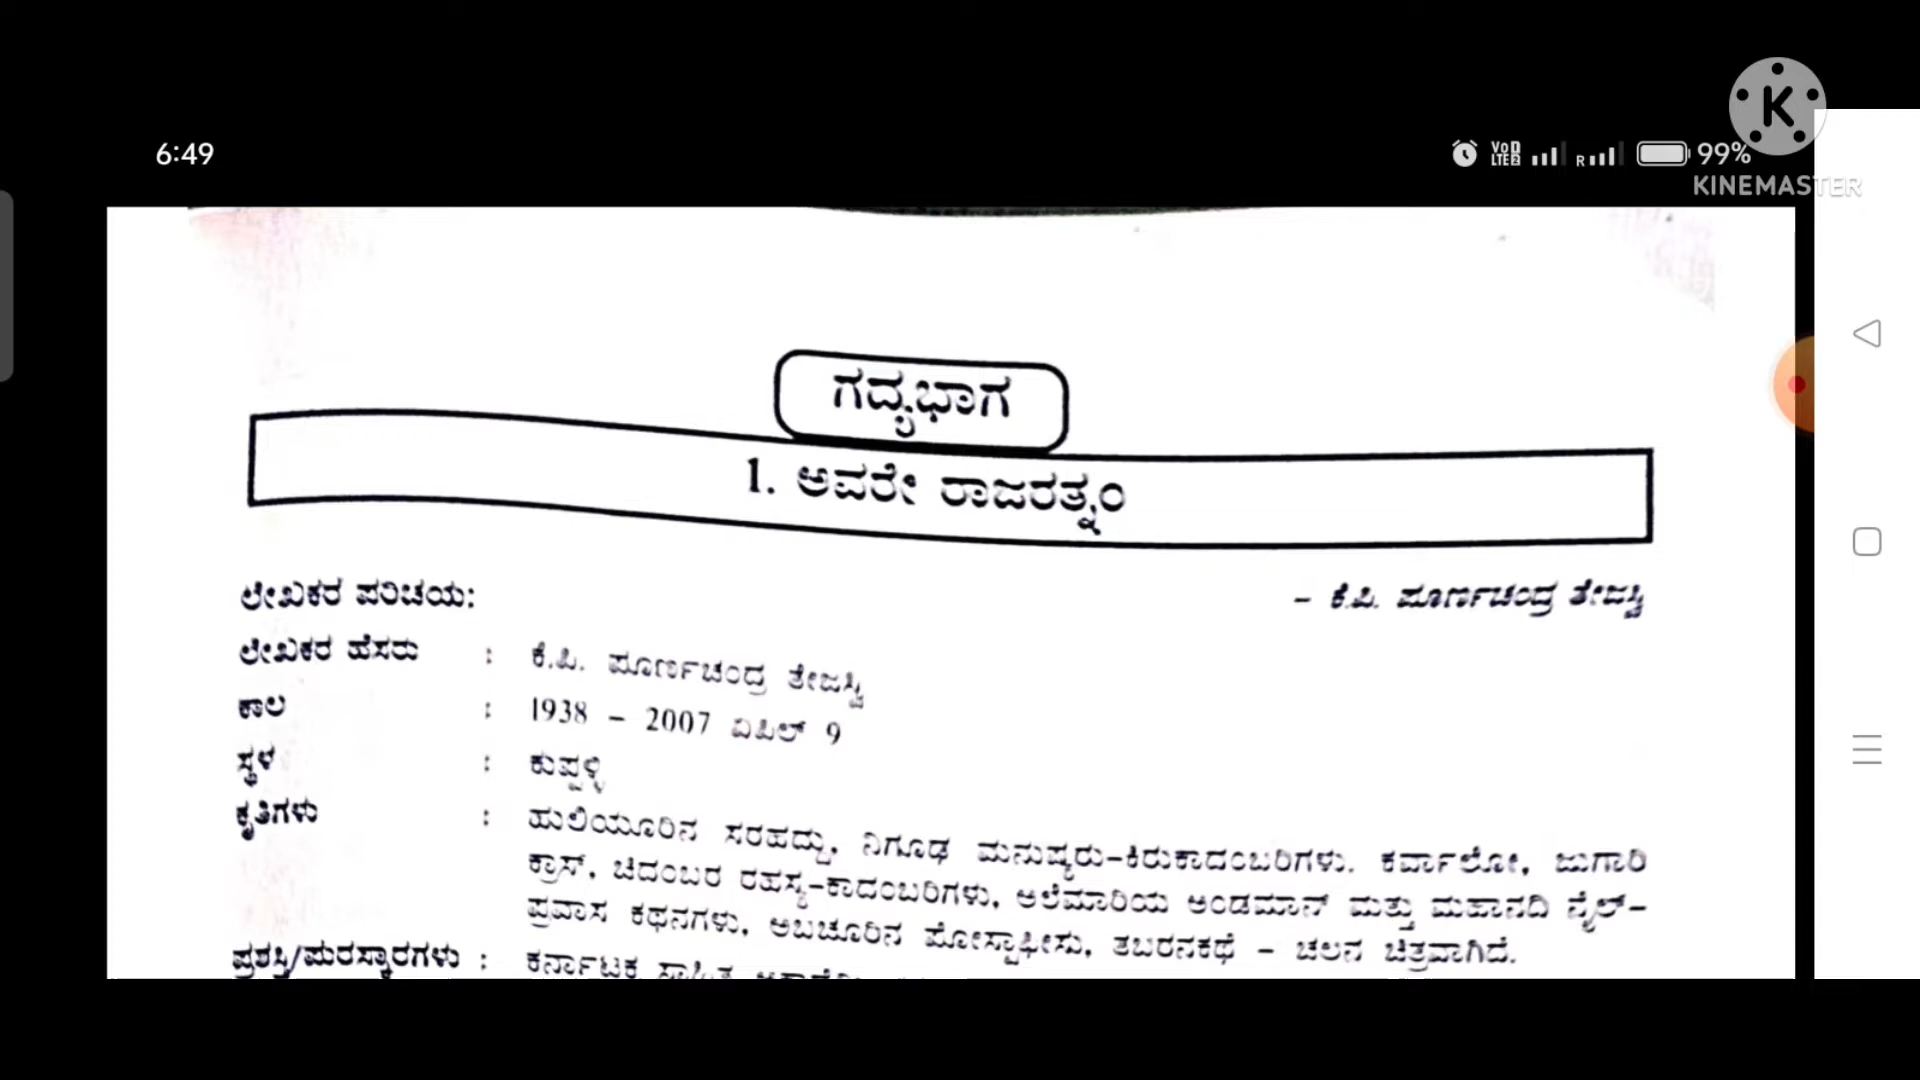 6:49
Vo) LTE2 R 99%
KINEMASTER
ಗದ್ಯಭಾಗ
1. ಅವರೇ ರಾಜರತ್ನಂ
ಲೇಖಕರ ಪರಿಚಯ: – ಕೆ.ಪಿ. ಪೂರ್ಣಚಂದ್ರ ತೇಜಸ್ವಿ
ಲೇಖಕರ ಹೆಸರು : ಕೆ.ಪಿ. ಪೂರ್ಣಚಂದ್ರ ತೇಜಸ್ವಿ
ಕಾಲ : 1938 – 2007 ಏಪಿಲ್ 9
ಸ್ಥಳ : ಕುಪ್ಪಳ್ಳಿ
ಕೃತಿಗಳು : ಹುಲಿಯೂರಿನ ಸರಹದ್ದು, ನಿಗೂಢ ಮನುಷ್ಯರು–ಕಿರುಕಾದಂಬರಿಗಳು. ಕರ್ವಾಲೋ, ಜುಗಾರಿ
ಕ್ರಾಸ್, ಚಿದಂಬರ ರಹಸ್ಯ–ಕಾದಂಬರಿಗಳು, ಅಲೆಮಾರಿಯ ಅಂಡಮಾನ್ ಮತ್ತು ಮಹಾನದಿ ನೈಲ್–
ಪ್ರವಾಸ ಕಥನಗಳು, ಅಬಚೂರಿನ ಪೋಸ್ಟಾಫೀಸು, ತಬರನಕಥೆ – ಚಲನ ಚಿತ್ರವಾಗಿದೆ.
ಪ್ರಶಸ್ತಿ/ಪುರಸ್ಕಾರಗಳು : ಕರ್ನಾಟಕ ಸಾಹಿತ್ಯ